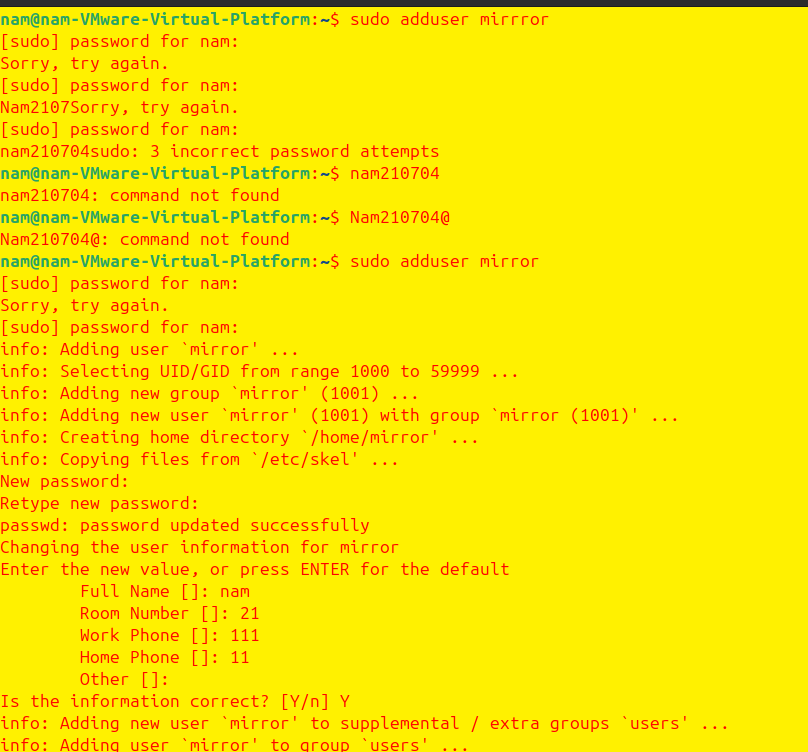 nam@nam-VMware-Virtual-Platform:~$ sudo adduser mirrror
[sudo] password for nam:
Sorry, try again.
[sudo] password for nam:
Nam2107Sorry, try again.
[sudo] password for nam:
nam210704sudo: 3 incorrect password attempts
nam@nam-VMware-Virtual-Platform:~$ nam210704
nam210704: command not found
nam@nam-VMware-Virtual-Platform:~$ Nam210704@
Nam210704@: command not found
nam@nam-VMware-Virtual-Platform:~$ sudo adduser mirror
[sudo] password for nam:
Sorry, try again.
[sudo] password for nam:
info: Adding user `mirror' ...
info: Selecting UID/GID from range 1000 to 59999 ...
info: Adding new group `mirror' (1001) ...
info: Adding new user `mirror' (1001) with group `mirror (1001)' ...
info: Creating home directory `/home/mirror' ...
info: Copying files from `/etc/skel' ...
New password:
Retype new password:
passwd: password updated successfully
Changing the user information for mirror
Enter the new value, or press ENTER for the default
        Full Name []: nam
        Room Number []: 21
        Work Phone []: 111
        Home Phone []: 11
        Other []:
Is the information correct? [Y/n] Y
info: Adding new user `mirror' to supplemental / extra groups `users' ...
info: Adding user `mirror' to group `users' ...